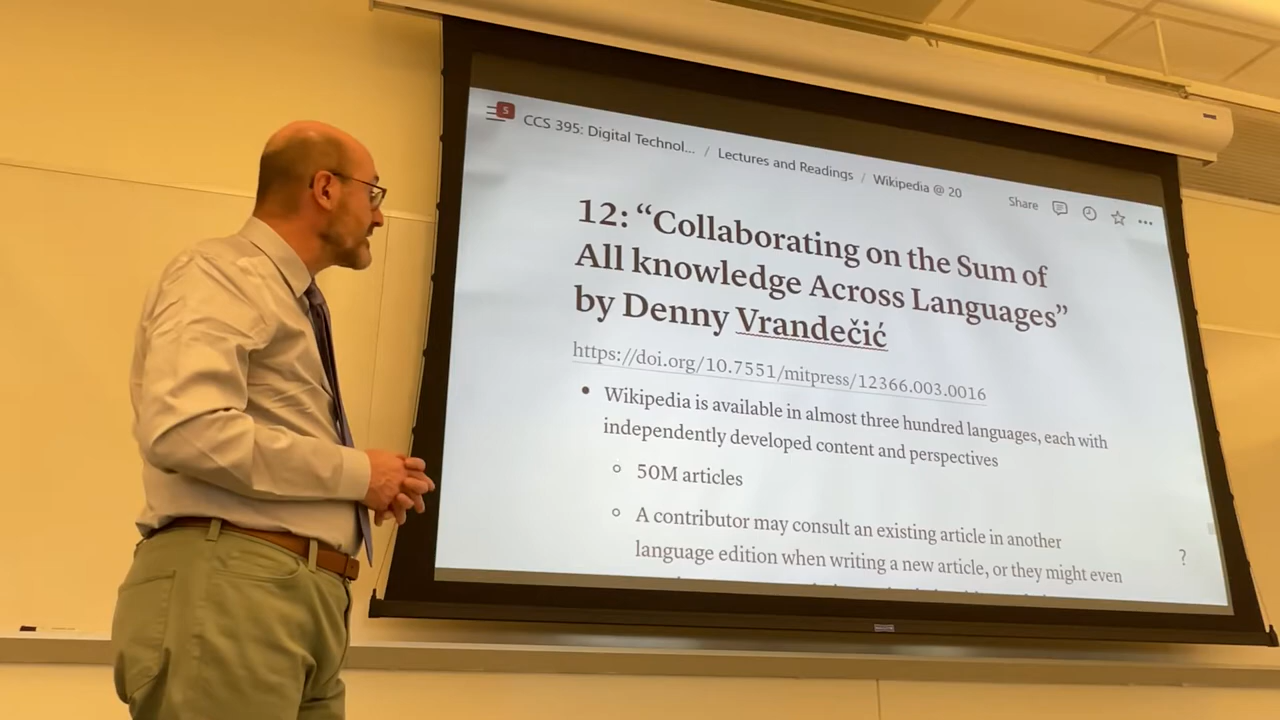 S
CCS 395: Digital Technol... / Lectures and Readings / Wikipedia @ 20
Share
12: “Collaborating on the Sum of
All knowledge Across Languages”
by Denny Vrandečić
https://doi.org/10.7551/mitpress/12366.003.0016
• Wikipedia is available in almost three hundred languages, each with
independently developed content and perspectives
◦ 50M articles
◦ A contributor may consult an existing article in another
language edition when writing a new article, or they might even
?